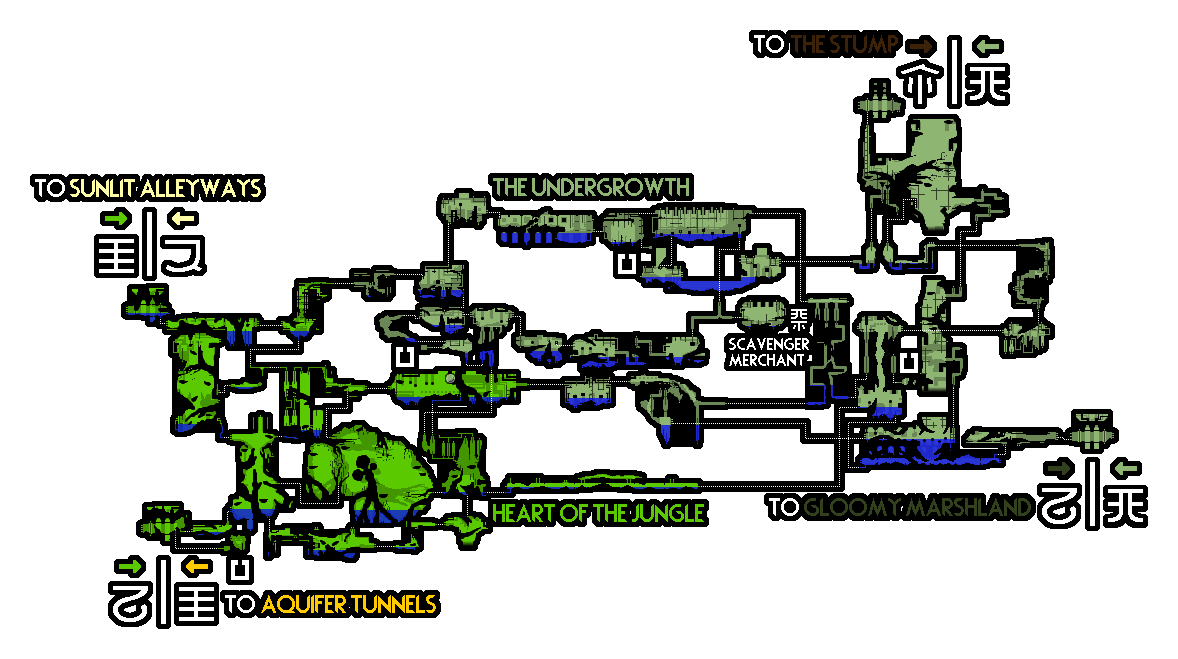 TO THE STUMP
TO SUNLIT ALLEYWAYS
THE UNDERGROWTH
SCAVENGER
MERCHANT
HEART OF THE JUNGLE
TO GLOOMY MARSHLAND
TO AQUIFER TUNNELS